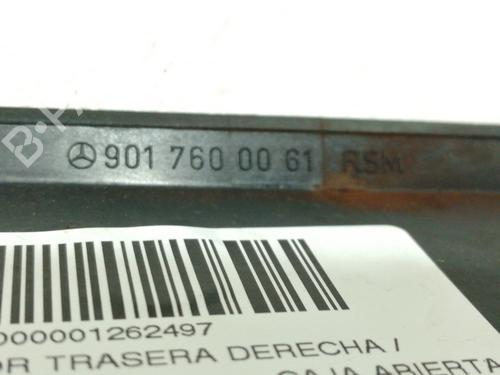 901 760 00 61 RSM
000001262497
OR TRASERA DERECHA /
CAJA ABIERTA